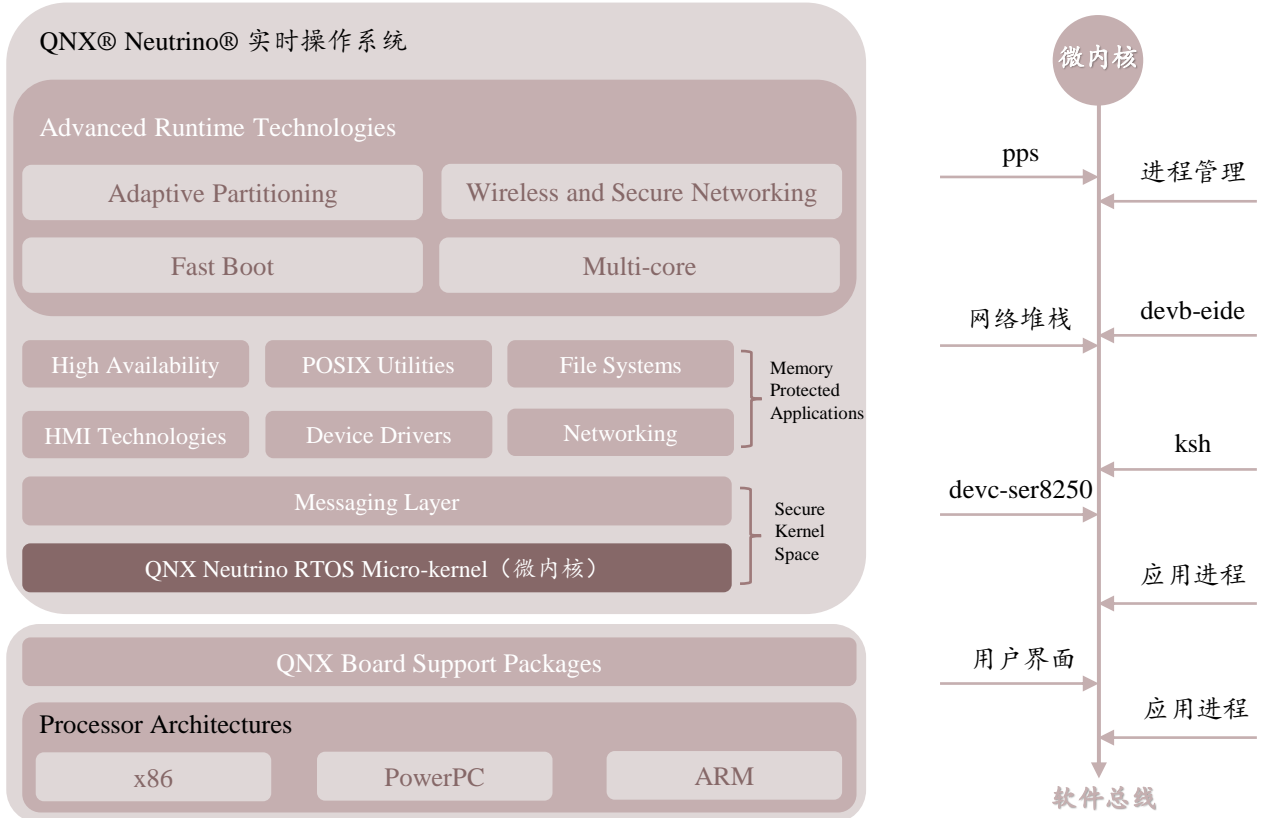 QNX® Neutrino® 实时操作系统
Advanced Runtime Technologies
Adaptive Partitioning
Wireless and Secure Networking
Fast Boot
Multi-core
High Availability
POSIX Utilities
File Systems
HMI Technologies
Device Drivers
Networking
Memory
Protected
Applications
Messaging Layer
QNX Neutrino RTOS Micro-kernel（微内核）
Secure
Kernel
Space
QNX Board Support Packages
Processor Architectures
x86
PowerPC
ARM
微内核
pps
进程管理
网络堆栈
devb-eide
ksh
devc-ser8250
应用进程
用户界面
应用进程
软件总线